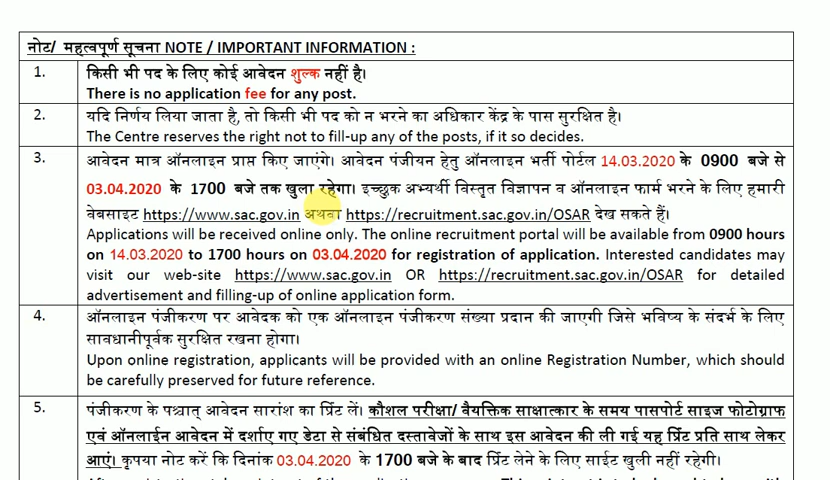 नोट/ महत्वपूर्ण सूचना NOTE / IMPORTANT INFORMATION :
1. किसी भी पद के लिए कोई आवेदन शुल्क नहीं है।
There is no application fee for any post.
2. यदि निर्णय लिया जाता है, तो किसी भी पद को न भरने का अधिकार केंद्र के पास सुरक्षित है।
The Centre reserves the right not to fill-up any of the posts, if it so decides.
3. आवेदन मात्र ऑनलाइन प्राप्त किए जाएंगे। आवेदन पंजीयन हेतु ऑनलाइन भर्ती पोर्टल 14.03.2020 के 0900 बजे से
03.04.2020 के 1700 बजे तक खुला रहेगा। इच्छुक अभ्यर्थी विस्तृत विज्ञापन व ऑनलाइन फार्म भरने के लिए हमारी
वेबसाइट https://www.sac.gov.in अथवा https://recruitment.sac.gov.in/OSAR देख सकते हैं।
Applications will be received online only. The online recruitment portal will be available from 0900 hours
on 14.03.2020 to 1700 hours on 03.04.2020 for registration of application. Interested candidates may
visit our web-site https://www.sac.gov.in OR https://recruitment.sac.gov.in/OSAR for detailed
advertisement and filling-up of online application form.
4. ऑनलाइन पंजीकरण पर आवेदक को एक ऑनलाइन पंजीकरण संख्या प्रदान की जाएगी जिसे भविष्य के संदर्भ के लिए
सावधानीपूर्वक सुरक्षित रखना होगा।
Upon online registration, applicants will be provided with an online Registration Number, which should
be carefully preserved for future reference.
5. पंजीकरण के पश्चात् आवेदन सारांश का प्रिंट लें। कौशल परीक्षा/ वैयक्तिक साक्षात्कार के समय पासपोर्ट साइज फोटोग्राफ
एवं ऑनलाईन आवेदन में दर्शाए गए डेटा से संबंधित दस्तावेजों के साथ इस आवेदन की ली गई यह प्रिंट प्रति साथ लेकर
आएं। कृपया नोट करें कि दिनांक 03.04.2020 के 1700 बजे के बाद प्रिंट लेने के लिए साईट खुली नहीं रहेगी।